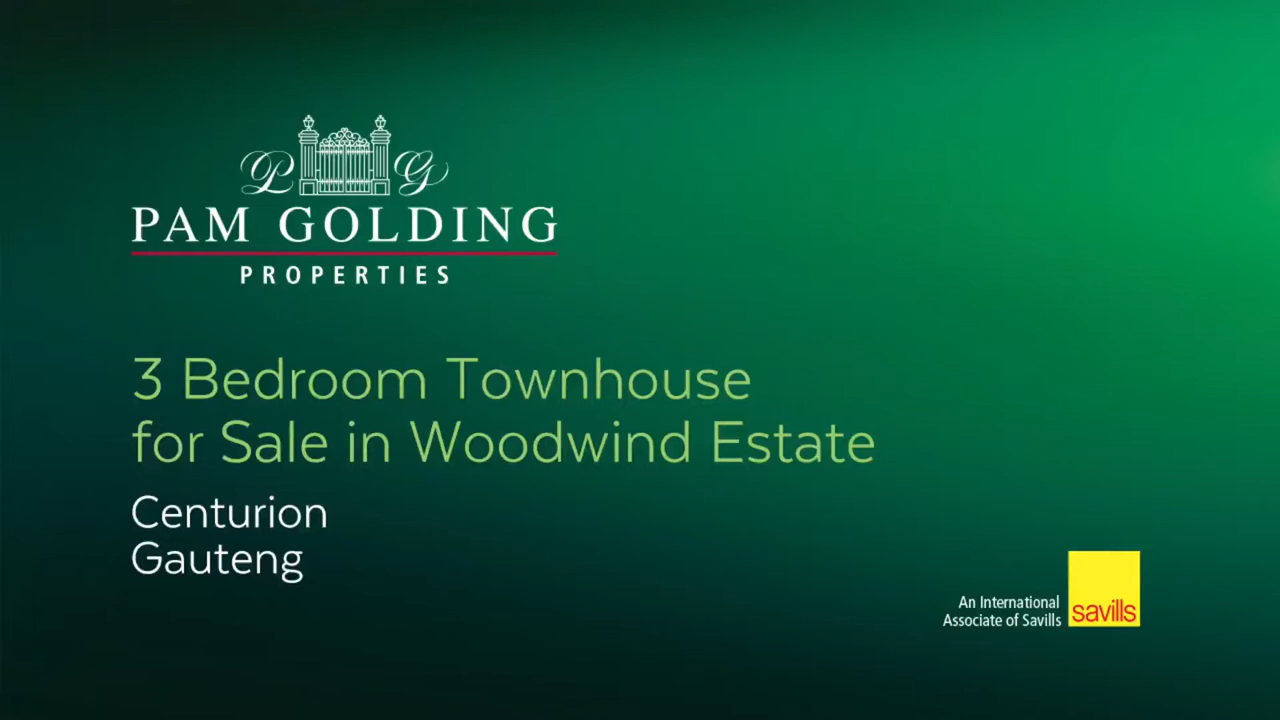 P G
PAM GOLDING
PROPERTIES
3 Bedroom Townhouse
for Sale in Woodwind Estate
Centurion
Gauteng
An International
Associate of Savills
savills